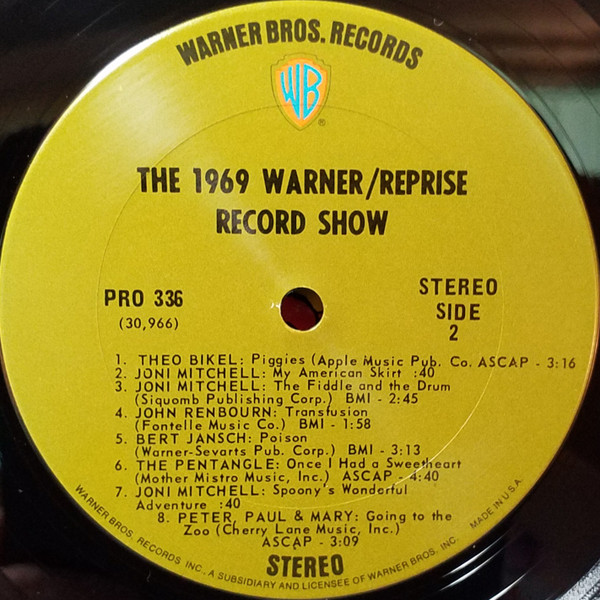 WARNER BROS. RECORDS
WB
®
THE 1969 WARNER/REPRISE
RECORD SHOW
PRO 336
(30,966)
STEREO
SIDE
2
1. THEO BIKEL: Piggies (Apple Music Pub. Co. ASCAP - 3:16
2. JONI MITCHELL: My American Skirt :40
3. JONI MITCHELL: The Fiddle and the Drum
(Siquomb Publishing Corp.) BMI - 2:45
4. JOHN RENBOURN: Transfusion
(Fontelle Music Co.) BMI - 1:58
5. BERT JANSCH: Poison
(Warner-Sevarts Pub. Corp.) BMI - 3:13
6. THE PENTANGLE: Once I Had a Sweetheart
(Mother Mistro Music, Inc.) ASCAP - 4:40
7. JONI MITCHELL: Spoony's Wonderful
Adventure :40
8. PETER, PAUL & MARY: Going to the
Zoo (Cherry Lane Music, Inc.)
ASCAP - 3:09
STEREO
WARNER BROS. RECORDS INC., A SUBSIDIARY AND LICENSEE OF WARNER BROS. INC. MADE IN U.S.A.